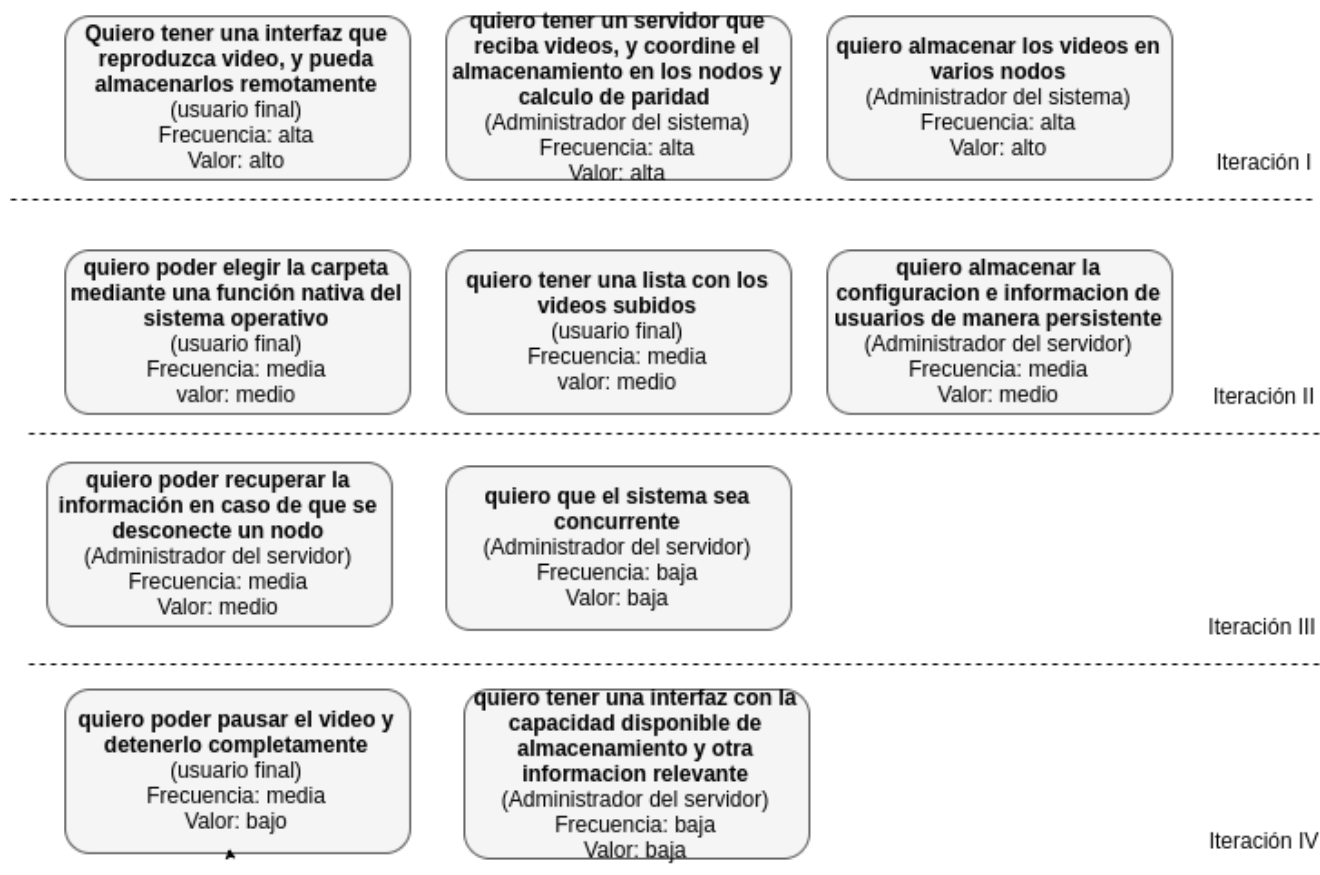 Quiero tener una interfaz que
reproduzca video, y pueda
almacenarlos remotamente
(usuario final)
Frecuencia: alta
Valor: alto
quiero tener un servidor que
reciba videos, y coordine el
almacenamiento en los nodos y
calculo de paridad
(Administrador del sistema)
Frecuencia: alta
Valor: alta
quiero almacenar los videos en
varios nodos
(Administrador del sistema)
Frecuencia: alta
Valor: alto
Iteración I
quiero poder elegir la carpeta
mediante una función nativa del
sistema operativo
(usuario final)
Frecuencia: media
valor: medio
quiero tener una lista con los
videos subidos
(usuario final)
Frecuencia: media
valor: medio
quiero almacenar la
configuracion e informacion de
usuarios de manera persistente
(Administrador del servidor)
Frecuencia: media
Valor: medio
Iteración II
quiero poder recuperar la
información en caso de que se
desconecte un nodo
(Administrador del servidor)
Frecuencia: media
Valor: medio
quiero que el sistema sea
concurrente
(Administrador del servidor)
Frecuencia: baja
Valor: baja
Iteración III
quiero poder pausar el video y
detenerlo completamente
(usuario final)
Frecuencia: media
Valor: bajo
quiero tener una interfaz con la
capacidad disponible de
almacenamiento y otra
informacion relevante
(Administrador del servidor)
Frecuencia: baja
Valor: baja
Iteración IV